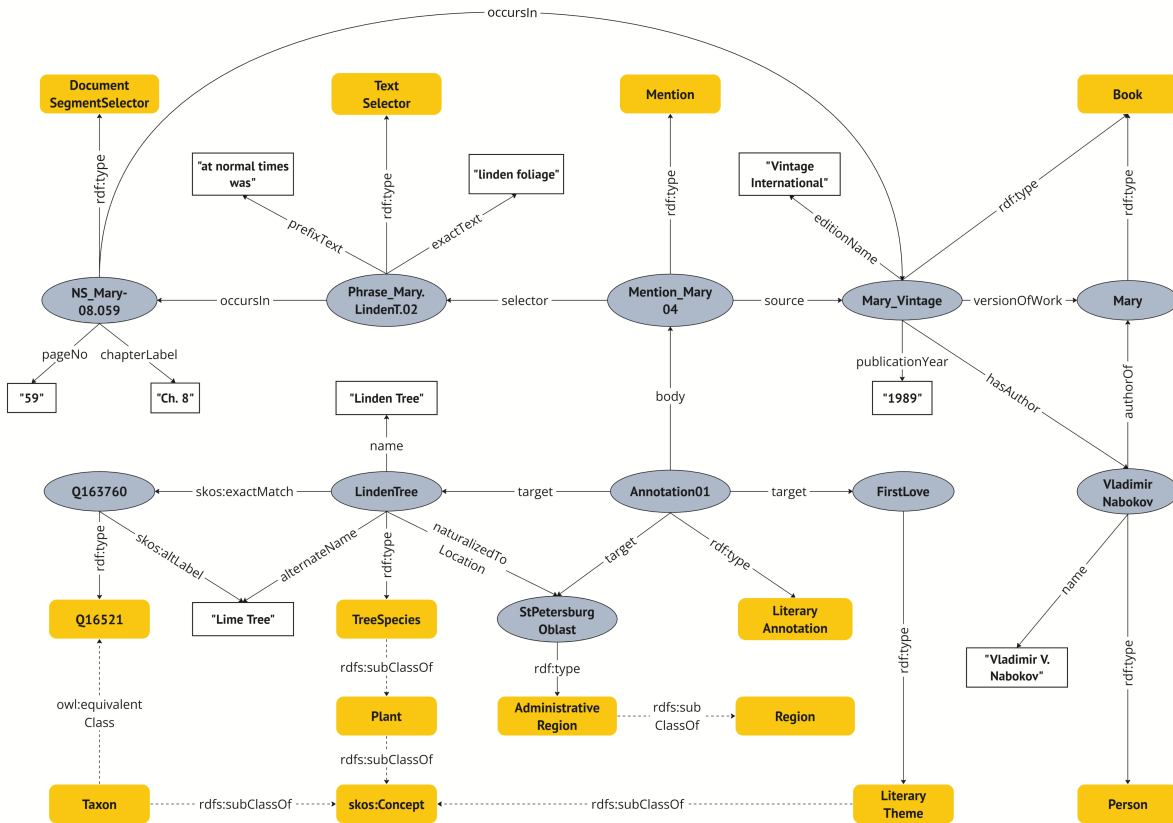 occursIn
Document
SegmentSelector
Text
Selector
Mention
Book
rdf:type
rdf:type
rdf:type
rdf:type
rdf:type
"at normal times
was"
"linden foliage"
"Vintage
International"
prefixText
exactText
editionName
NS_Mary-
08.059
occursIn
Phrase_Mary.
LindenT.02
selector
Mention_Mary
04
source
Mary_Vintage
versionOfWork
Mary
pageNo
chapterLabel
publicationYear
"59"
"Ch. 8"
"Linden Tree"
"1989"
hasAuthor
authorOf
body
name
Q163760
skos:exactMatch
LindenTree
target
Annotation01
target
FirstLove
Vladimir
Nabokov
rdf:type
skos:altLabel
alternateName
rdf:type
naturalizedTo
Location
target
rdf:type
name
Q16521
"Lime Tree"
TreeSpecies
StPetersburg
Oblast
Literary
Annotation
rdf:type
"Vladimir V.
Nabokov"
rdf:type
rdfs:subClassOf
rdf:type
owl:equivalent
Class
Plant
Administrative
Region
rdfs:sub
ClassOf
Region
rdfs:subClassOf
Taxon
rdfs:subClassOf
skos:Concept
rdfs:subClassOf
Literary
Theme
Person